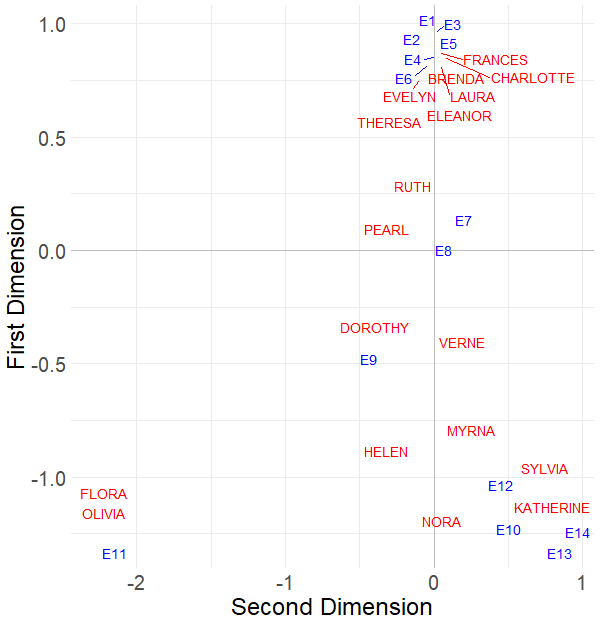 1.0
E1
E3
E2
E5
E4
FRANCES
E6
BRENDA
CHARLOTTE
EVELYN
LAURA
ELEANOR
THERESA
0.5
RUTH
E7
PEARL
0.0
E8
DOROTHY
VERNE
E9
-0.5
MYRNA
HELEN
SYLVIA
-1.0
E12
FLORA
KATHERINE
OLIVIA
NORA
E10
E14
E11
E13
-2
-1
0
1
Second Dimension
First Dimension